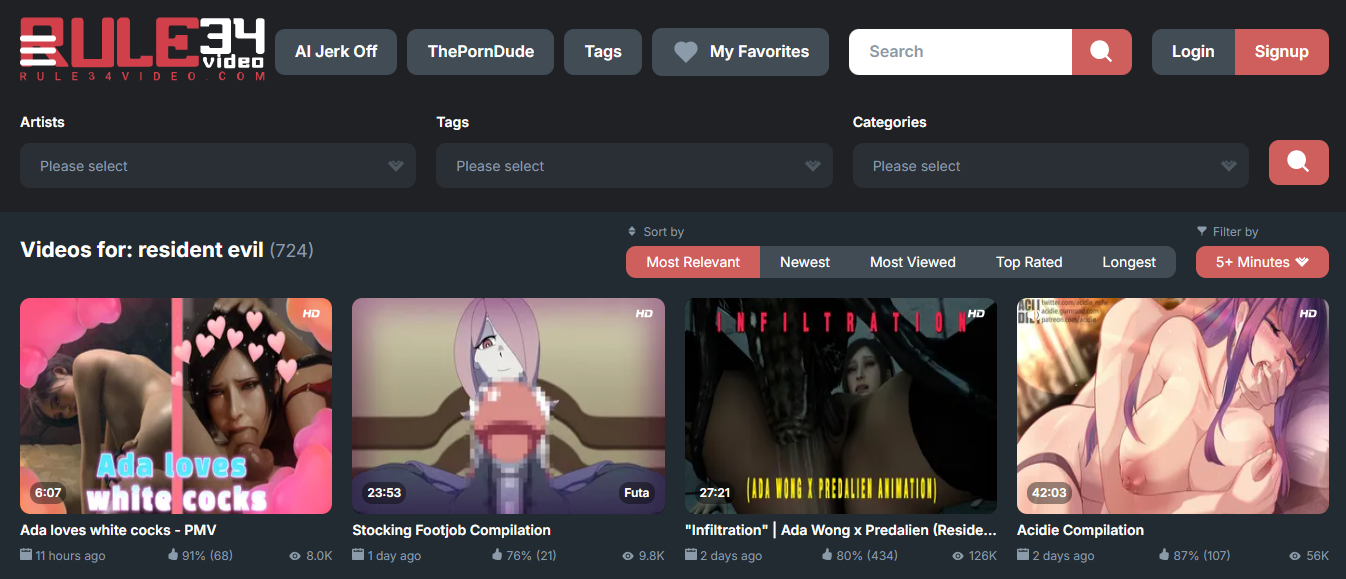 RULE34
video
RULE34VIDEO.COM
AI Jerk Off
ThePornDude
Tags
My Favorites
Search
Login
Signup
Artists
Tags
Categories
Please select
Please select
Please select
Videos for: resident evil (724)
Sort by
Most Relevant
Newest
Most Viewed
Top Rated
Longest
Filter by
5+ Minutes
HD
Ada loves
white cocks
6:07
Ada loves white cocks - PMV
11 hours ago
91% (68)
8.0K
HD
23:53
Futa
Stocking Footjob Compilation
1 day ago
76% (21)
9.8K
INFILTRATION
HD
(ADA WONG X PREDALIEN ANIMATION)
27:21
"Infiltration" | Ada Wong x Predalien (Reside...
2 days ago
80% (434)
126K
HD
42:03
Acidie Compilation
2 days ago
87% (107)
56K